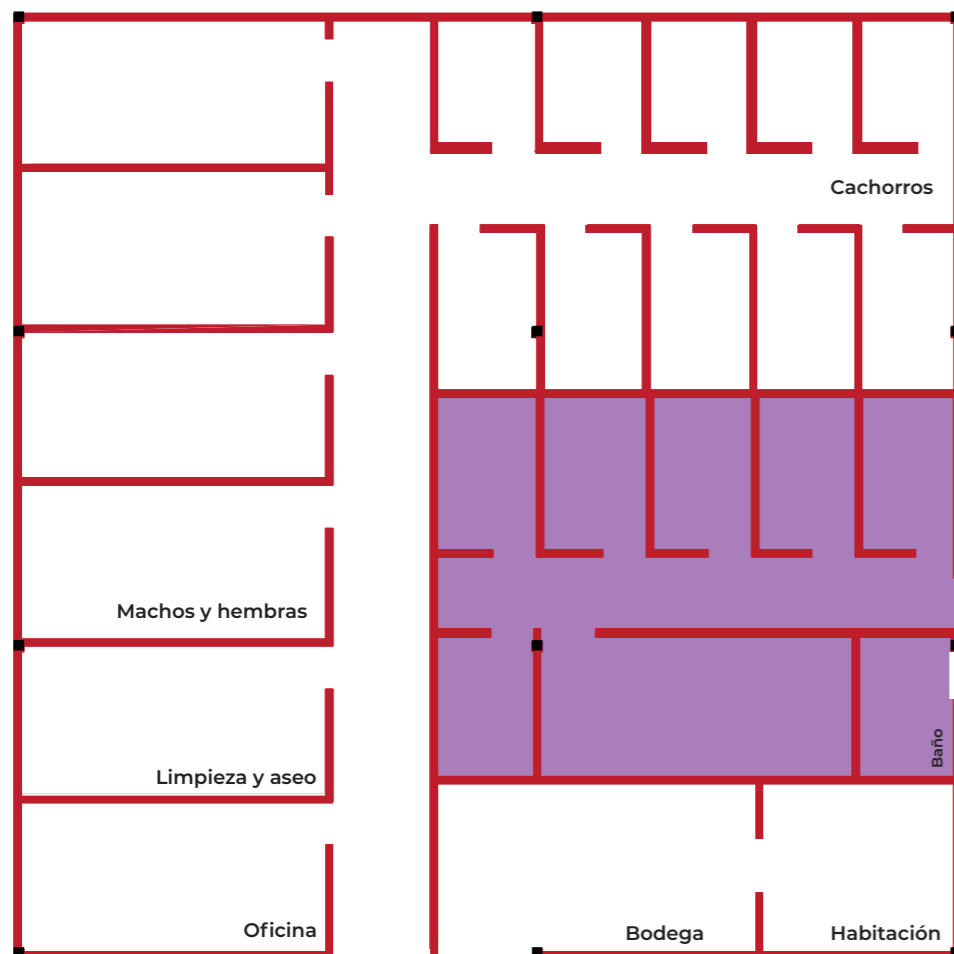 Cachorros
Machos y hembras
Baño
Limpieza y aseo
Oficina
Bodega
Habitación